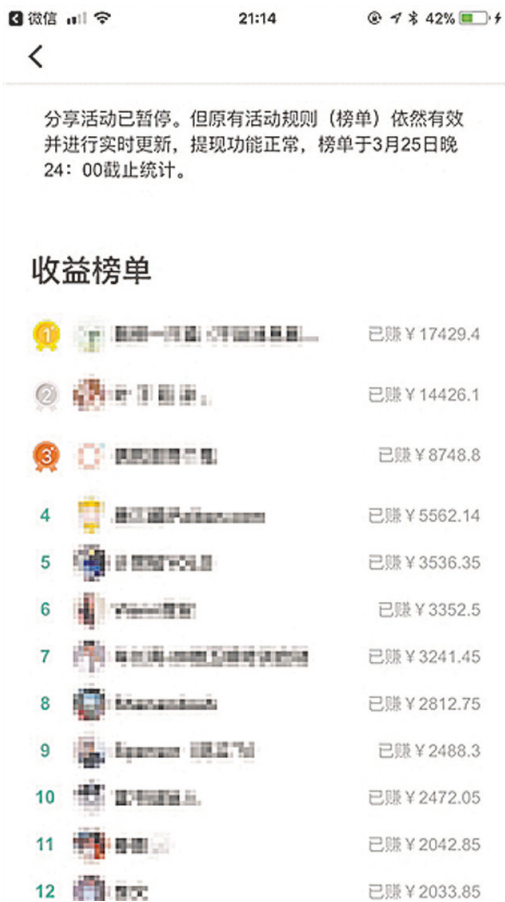 微信 21:14 42%
分享活动已暂停。但原有活动规则（榜单）依然有效
并进行实时更新，提现功能正常，榜单于3月25日晚
24：00截止统计。
收益榜单
1 已赚￥17429.4
2 已赚￥14426.1
3 已赚￥8748.8
4 已赚￥5562.14
5 已赚￥3536.35
6 已赚￥3352.5
7 已赚￥3241.45
8 已赚￥2812.75
9 已赚￥2488.3
10 已赚￥2472.05
11 已赚￥2042.85
12 已赚￥2033.85